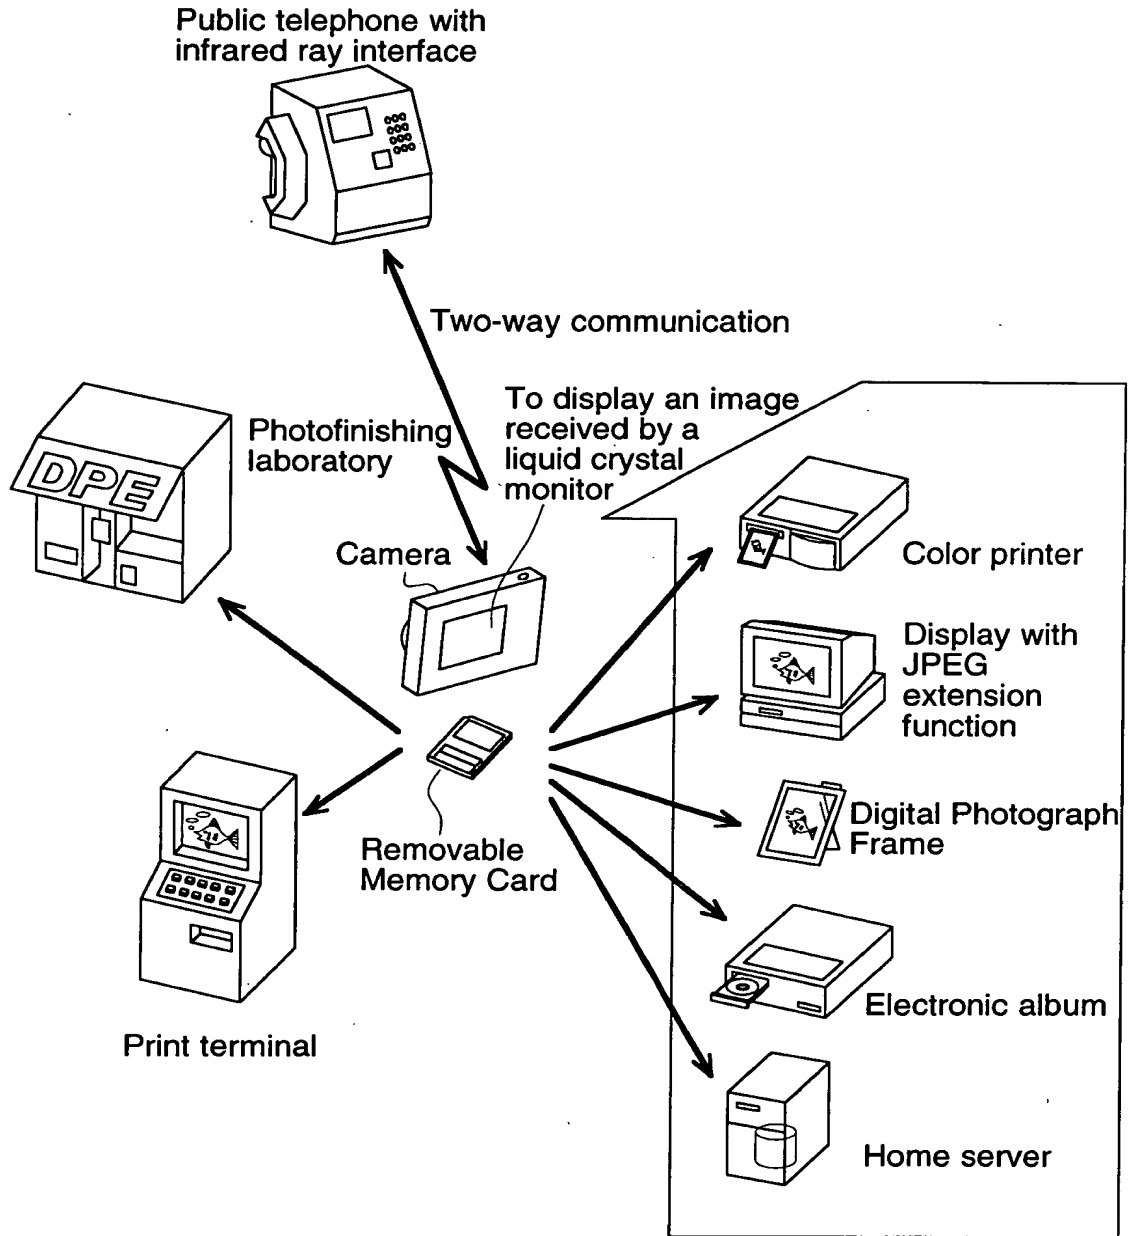 Public telephone with
infrared ray interface
Two-way communication
To display an image
received by a
liquid crystal
monitor
Photofinishing
laboratory
DPE
Camera
Color printer
Display with
JPEG
extension
function
Digital Photograph
Frame
Removable
Memory Card
Electronic album
Print terminal
Home server